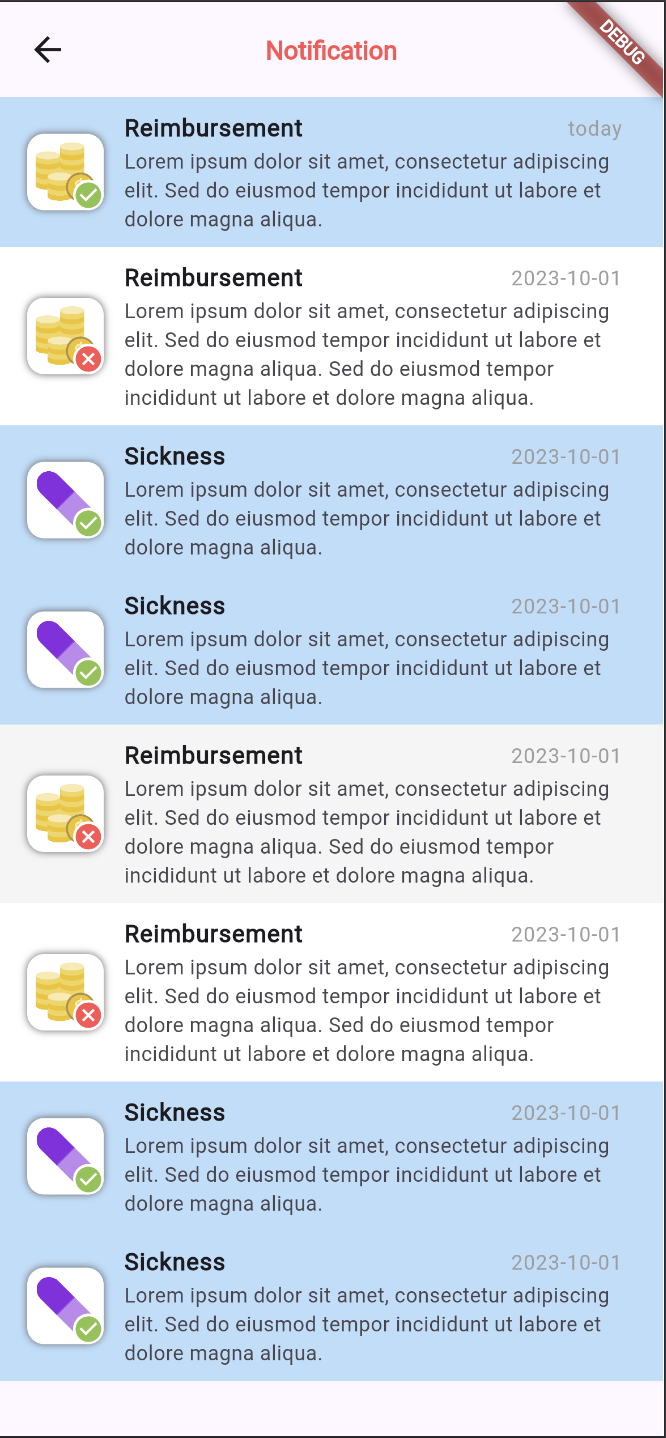 Notification
DEBUG
Reimbursement
today
Lorem ipsum dolor sit amet, consectetur adipiscing
elit. Sed do eiusmod tempor incididunt ut labore et
dolore magna aliqua.
Reimbursement
2023-10-01
Lorem ipsum dolor sit amet, consectetur adipiscing
elit. Sed do eiusmod tempor incididunt ut labore et
dolore magna aliqua. Sed do eiusmod tempor
incididunt ut labore et dolore magna aliqua.
Sickness
2023-10-01
Lorem ipsum dolor sit amet, consectetur adipiscing
elit. Sed do eiusmod tempor incididunt ut labore et
dolore magna aliqua.
Sickness
2023-10-01
Lorem ipsum dolor sit amet, consectetur adipiscing
elit. Sed do eiusmod tempor incididunt ut labore et
dolore magna aliqua.
Reimbursement
2023-10-01
Lorem ipsum dolor sit amet, consectetur adipiscing
elit. Sed do eiusmod tempor incididunt ut labore et
dolore magna aliqua. Sed do eiusmod tempor
incididunt ut labore et dolore magna aliqua.
Reimbursement
2023-10-01
Lorem ipsum dolor sit amet, consectetur adipiscing
elit. Sed do eiusmod tempor incididunt ut labore et
dolore magna aliqua. Sed do eiusmod tempor
incididunt ut labore et dolore magna aliqua.
Sickness
2023-10-01
Lorem ipsum dolor sit amet, consectetur adipiscing
elit. Sed do eiusmod tempor incididunt ut labore et
dolore magna aliqua.
Sickness
2023-10-01
Lorem ipsum dolor sit amet, consectetur adipiscing
elit. Sed do eiusmod tempor incididunt ut labore et
dolore magna aliqua.